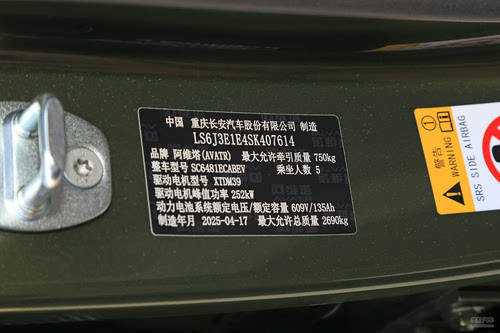 中国 重庆长安汽车股份有限公司 制造
LS6J3E1E4SK407614
品牌 阿维塔(AVATR) 最大允许牵引质量 750kg
整车型号 SC6481ECABEV 乘坐人数 5
驱动电机型号 XTDM39
驱动电机峰值功率 252kW
动力电池系统额定电压/额定容量 609V/135Ah
制造年月 2025-04-17 最大允许总质量 2690kg
警告
WARNING
SRS SIDE AIRBAG